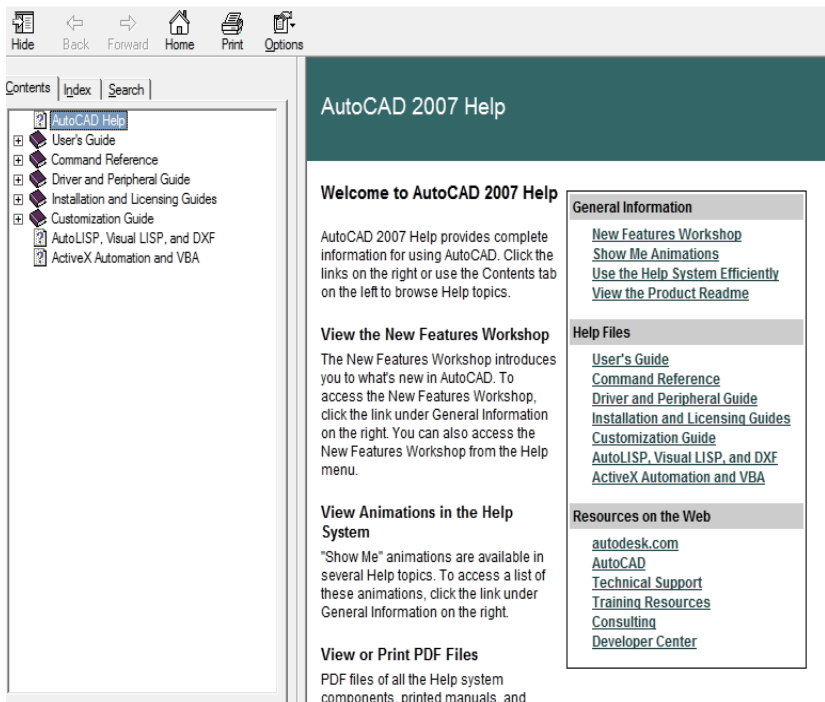 Hide Back Forward Home Print Options
Contents Index Search
AutoCAD Help
User's Guide
Command Reference
Driver and Peripheral Guide
Installation and Licensing Guides
Customization Guide
AutoLISP, Visual LISP, and DXF
ActiveX Automation and VBA
AutoCAD 2007 Help
Welcome to AutoCAD 2007 Help
AutoCAD 2007 Help provides complete
information for using AutoCAD. Click the
links on the right or use the Contents tab
on the left to browse Help topics.
View the New Features Workshop
The New Features Workshop introduces
you to what's new in AutoCAD. To
access the New Features Workshop,
click the link under General Information
on the right. You can also access the
New Features Workshop from the Help
menu.
View Animations in the Help
System
"Show Me" animations are available in
several Help topics. To access a list of
these animations, click the link under
General Information on the right.
View or Print PDF Files
PDF files of all the Help system
components, printed manuals, and
General Information
New Features Workshop
Show Me Animations
Use the Help System Efficiently
View the Product Readme
Help Files
User's Guide
Command Reference
Driver and Peripheral Guide
Installation and Licensing Guides
Customization Guide
AutoLISP, Visual LISP, and DXF
ActiveX Automation and VBA
Resources on the Web
autodesk.com
AutoCAD
Technical Support
Training Resources
Consulting
Developer Center